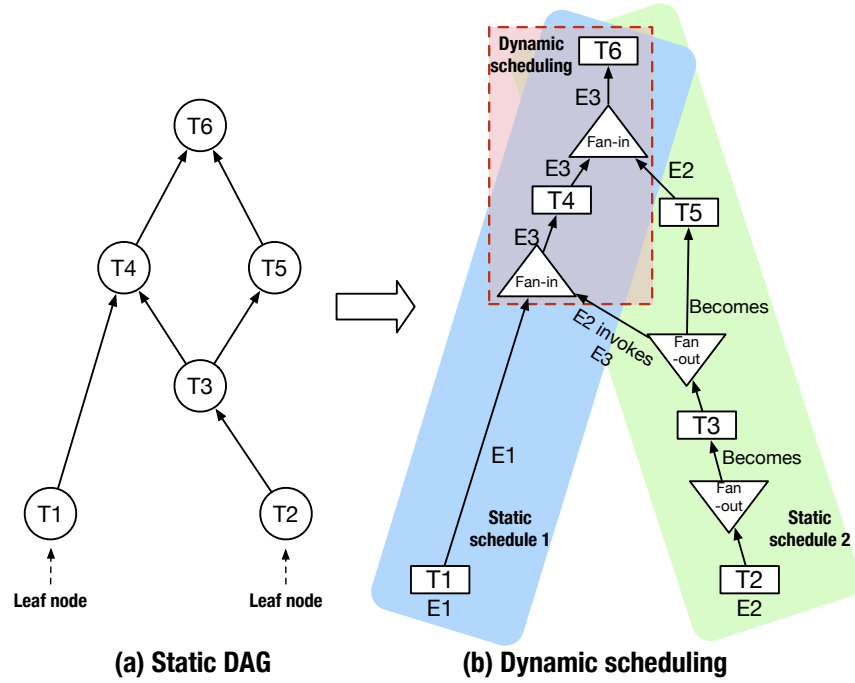 T6
T4
T5
T3
T1
T2
Leaf node
Leaf node
(a) Static DAG
Dynamic
scheduling
T6
E3
Fan-in
E3
E2
T4
T5
E3
Fan-in
Becomes
E2 invokes
E3
Fan
-out
T3
Becomes
E1
Fan
-out
Static
schedule 1
Static
schedule 2
T1
E1
T2
E2
(b) Dynamic scheduling